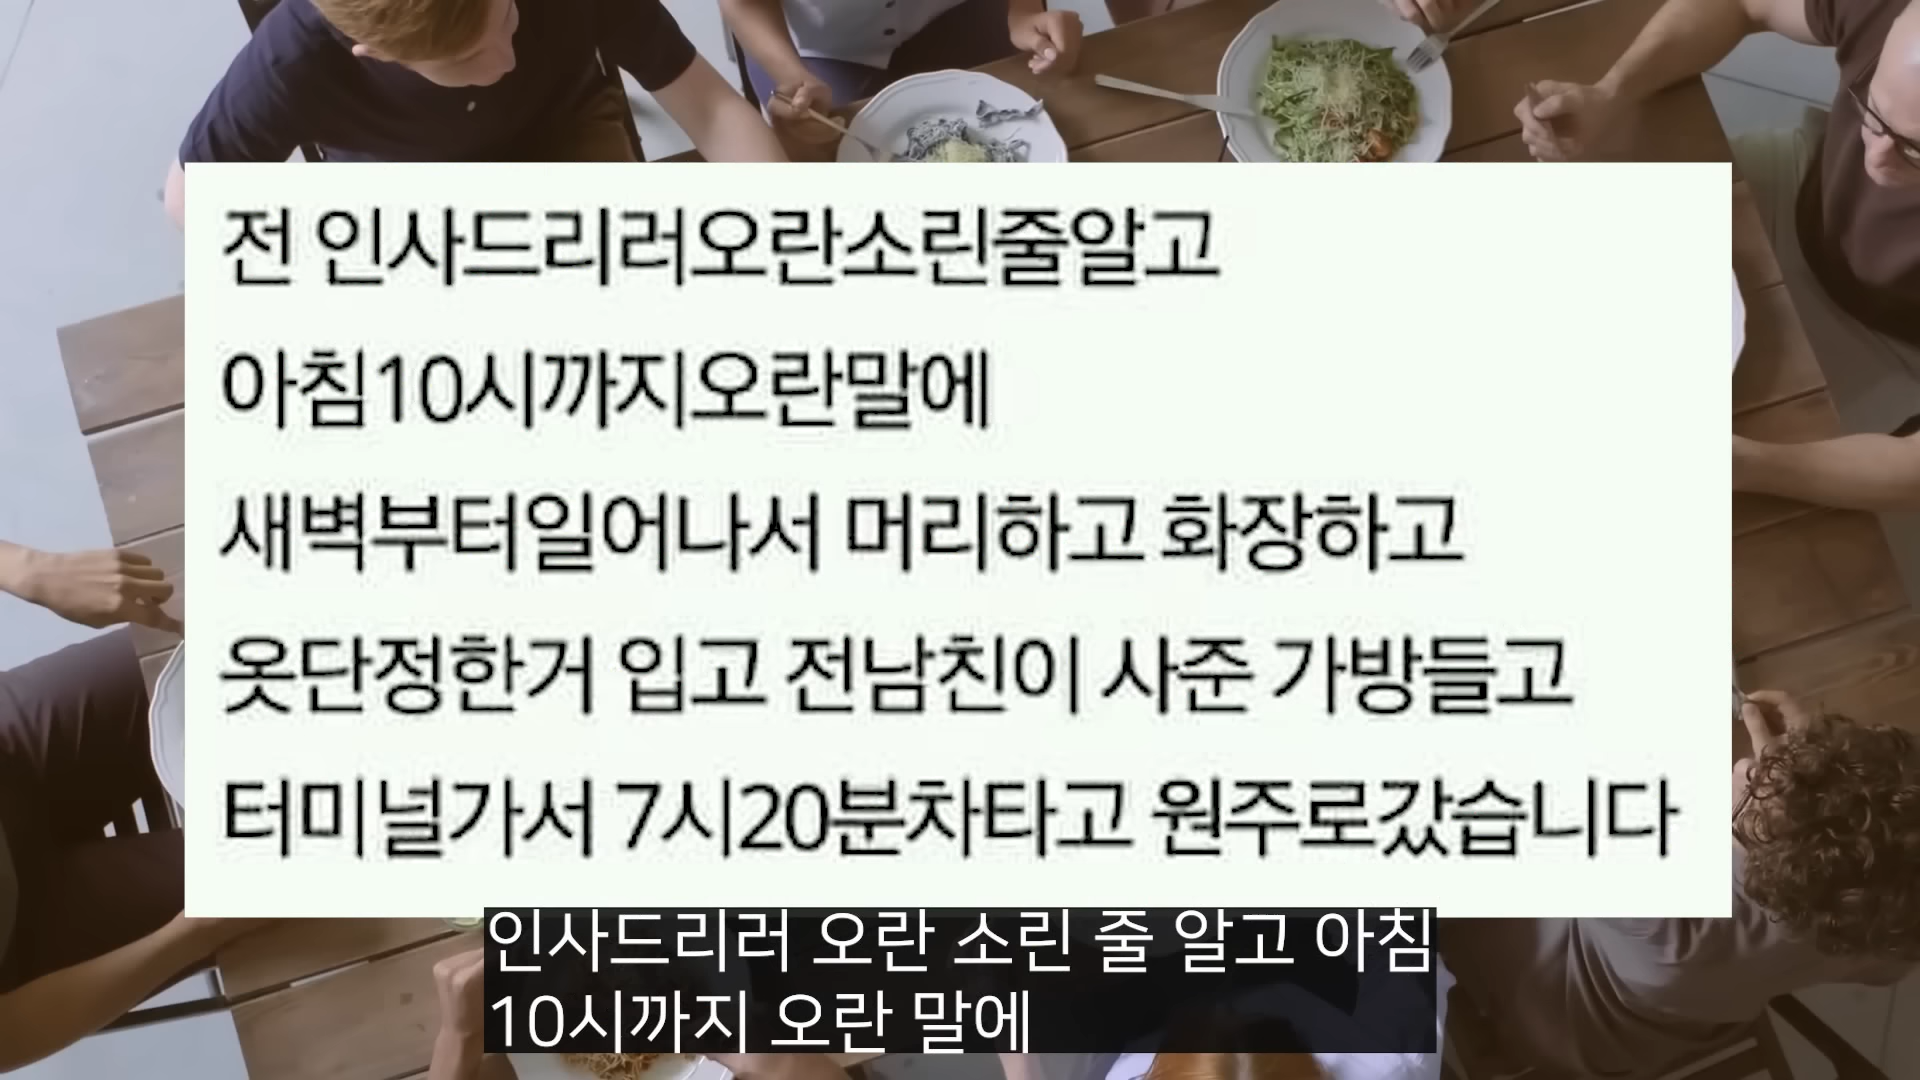 전 인사드리러오란소린줄알고
아침10시까지오란말에
새벽부터일어나서 머리하고 화장하고
옷단정한거 입고 전남친이 사준 가방들고
터미널가서 7시20분차타고 원주로갔습니다
인사드리러 오란 소린 줄 알고 아침
10시까지 오란 말에